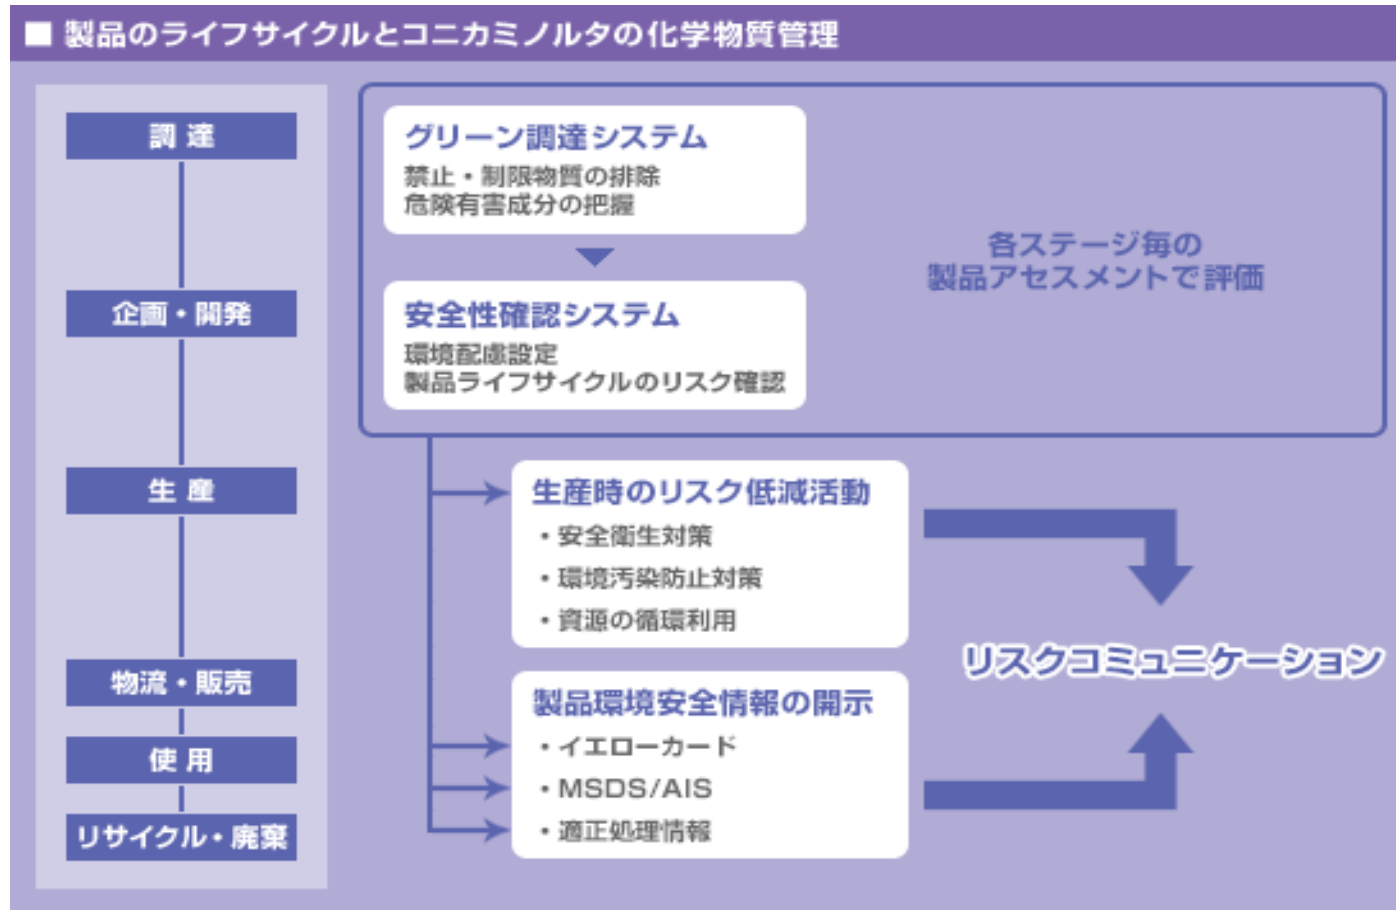 ■ 製品のライフサイクルとコニカミノルタの化学物質管理
調達
企画・開発
生産
物流・販売
使用
リサイクル・廃棄
グリーン調達システム
禁止・制限物質の排除
危険有害成分の把握
安全性確認システム
環境配慮設定
製品ライフサイクルのリスク確認
各ステージ毎の
製品アセスメントで評価
生産時のリスク低減活動
・安全衛生対策
・環境汚染防止対策
・資源の循環利用
製品環境安全情報の開示
・イエローカード
・MSDS/AIS
・適正処理情報
リスクコミュニケーション